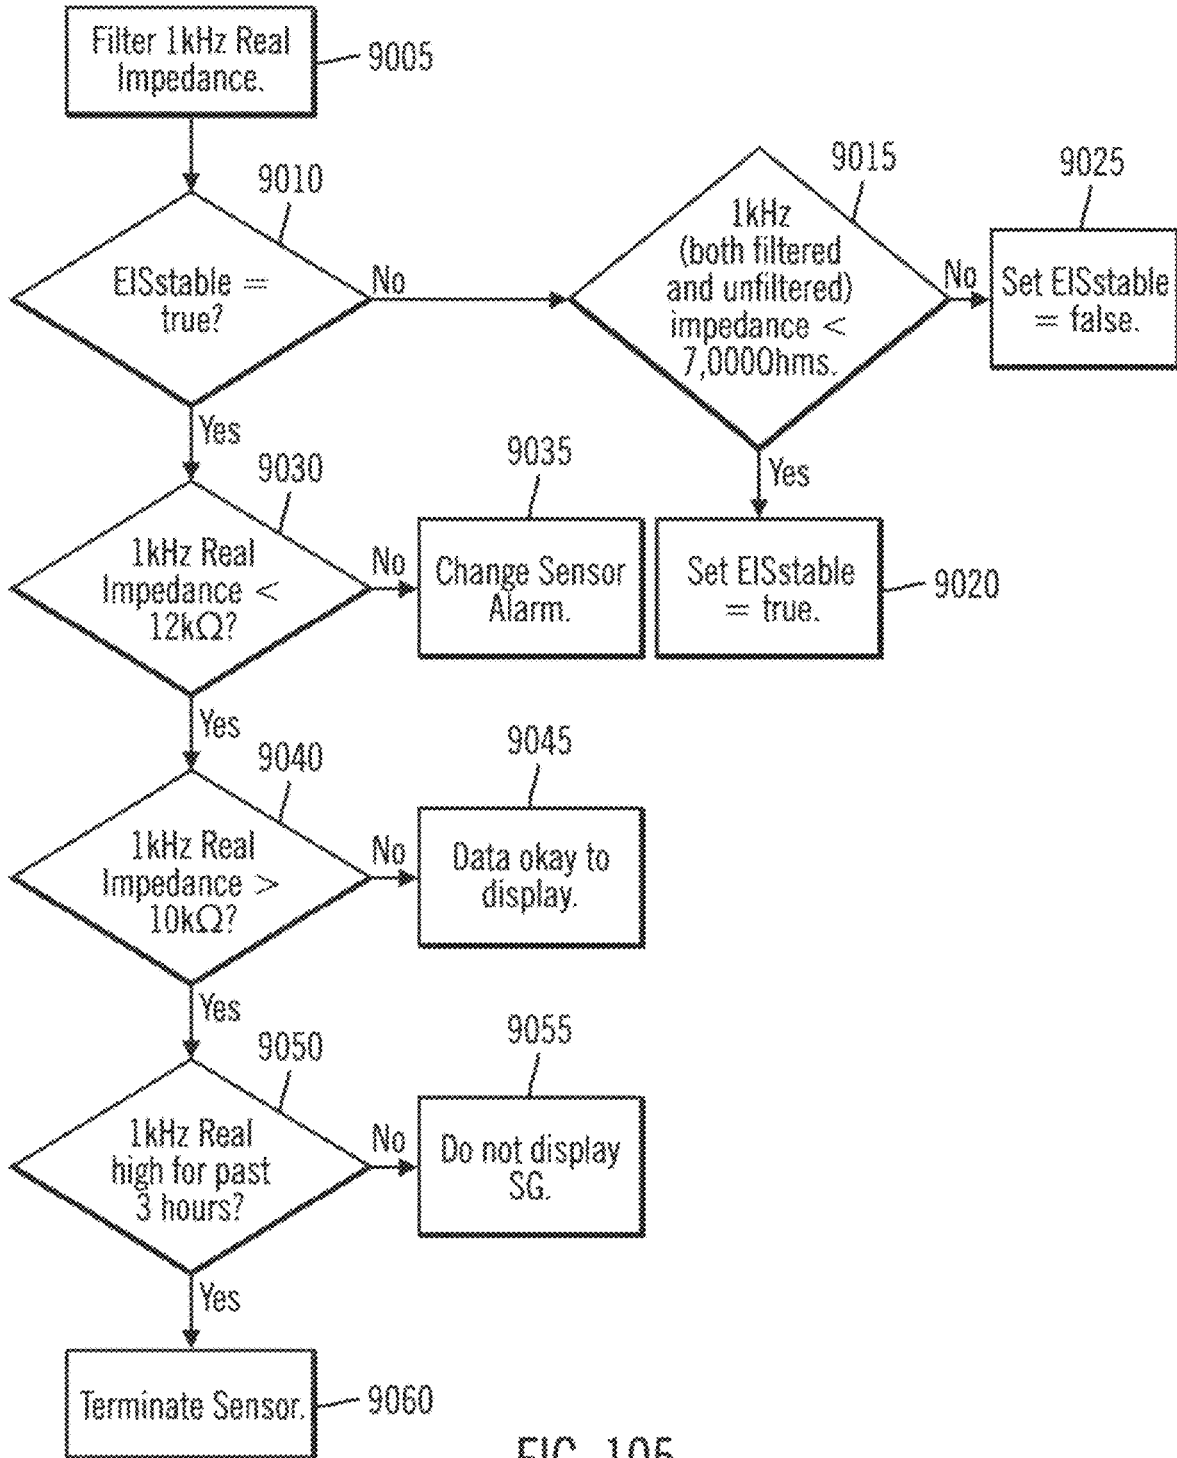 Filter 1kHz Real
Impedance.
9005
9010
EISstable =
true?
No
9015
1kHz
(both filtered
and unfiltered)
impedance <
7,000Ohms.
No
9025
Set EISstable
= false.
Yes
Yes
9020
Set EISstable
= true.
9030
1kHz Real
Impedance <
12kΩ?
No
9035
Change Sensor
Alarm.
Yes
9040
1kHz Real
Impedance >
10kΩ?
No
9045
Data okay to
display.
Yes
9050
1kHz Real
high for past
3 hours?
No
9055
Do not display
SG.
Yes
Terminate Sensor.
9060
FIG. 105